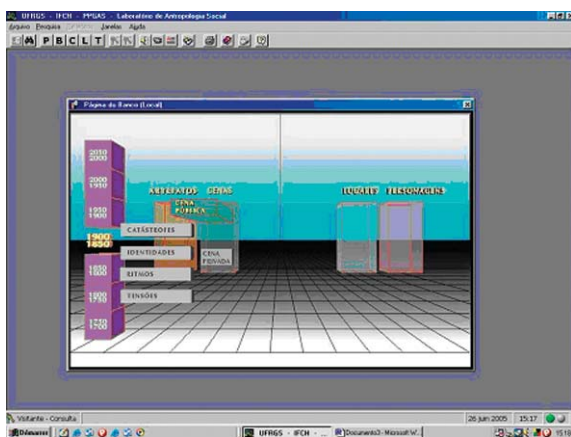 UFRGS - IFCH - PPGAS - Laboratório de Antropologia Social
Arquivo Pesquisa Janelas Ajuda
P B C L T
Página do Banco (Local)
2010
2000
2000
1950
1950
1900
1900
1850
1850
1800
1800
1750
1750
1700
ARTEFATOS CENAS LUGARES PERSONAGENS
CENA
PÚBLICA
CATÁSTROFES
IDENTIDADES
CENA
PRIVADA
RITMOS
TENSÕES
Visitante - Consulta 26 jun 2005 15:17
Démarrer UFRGS - IFCH - ... Documento3 - Microsoft W...